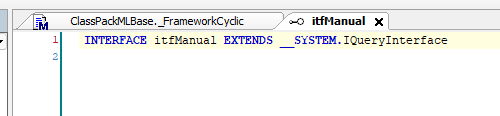 ClassPackMLBase._FrameworkCyclic
itfManual
1 INTERFACE itfManual EXTENDS __SYSTEM.IQueryInterface
2